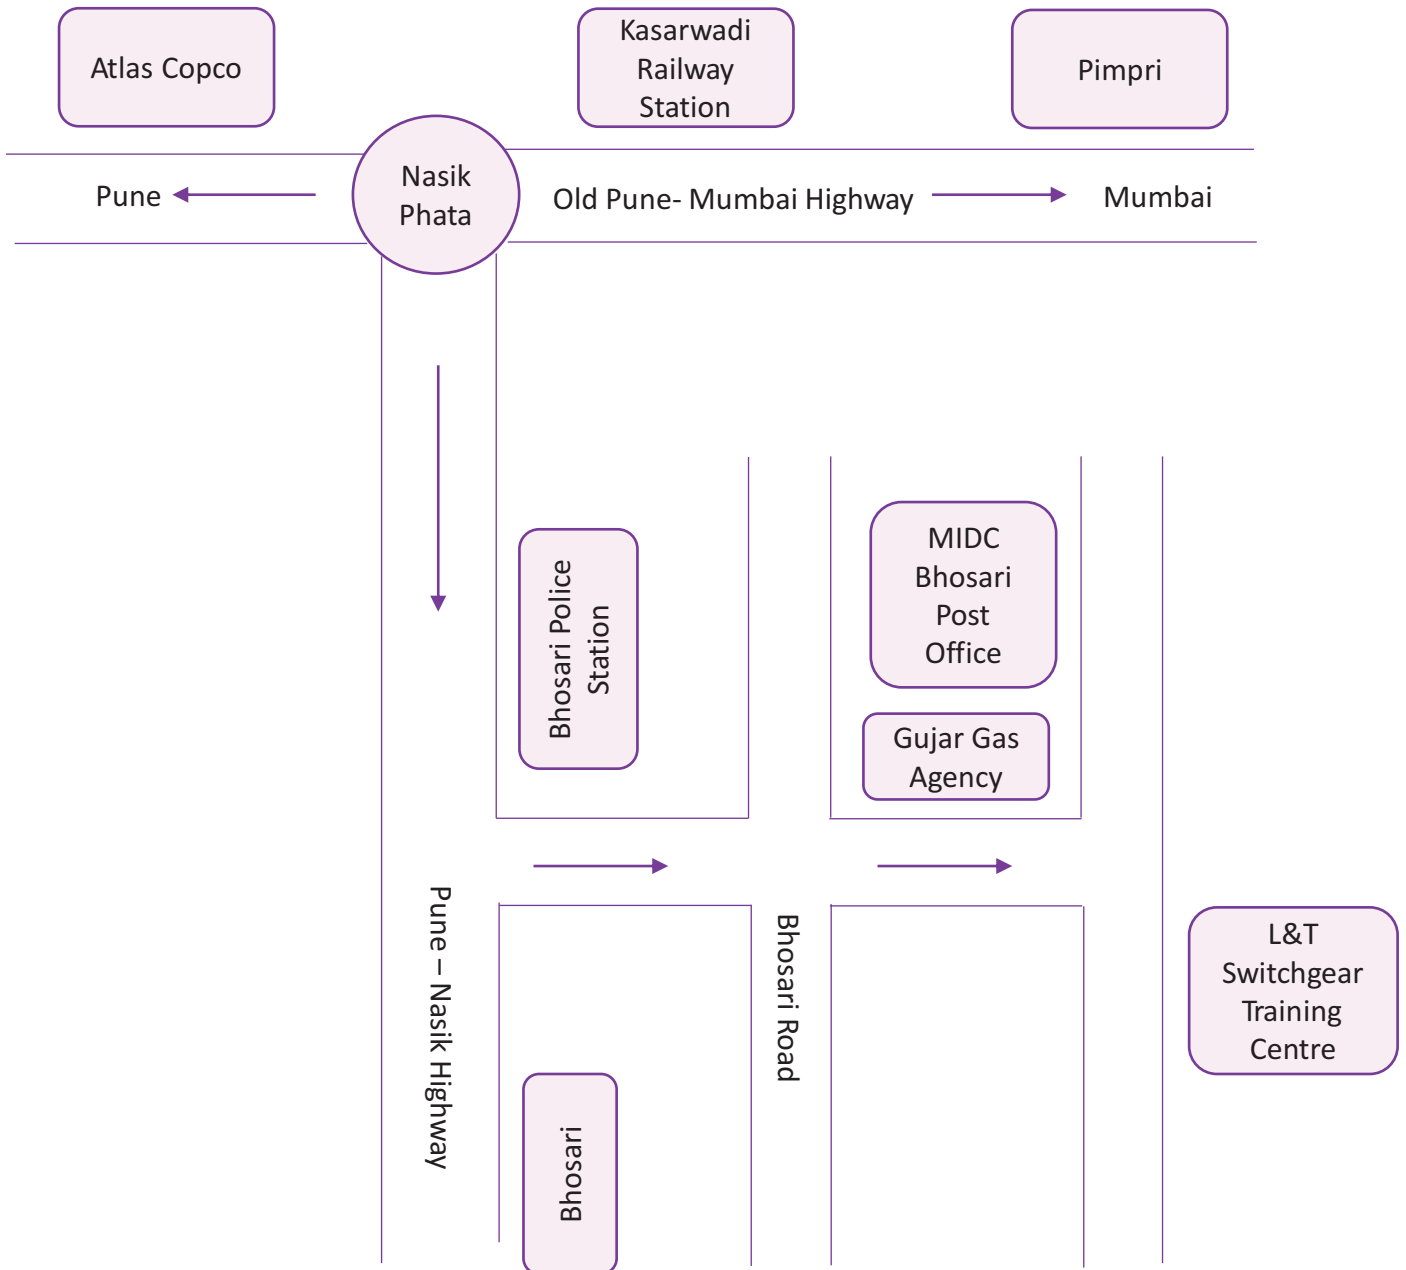 Atlas Copco
Kasarwadi
Railway
Station
Pimpri
Pune
Nasik
Phata
Old Pune- Mumbai Highway
Mumbai
Bhosari Police
Station
MIDC
Bhosari
Post
Office
Gujar Gas
Agency
Pune – Nasik Highway
Bhosari Road
L&T
Switchgear
Training
Centre
Bhosari